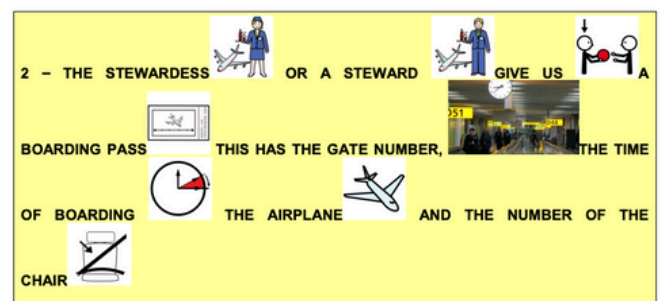 2 – THE STEWARDESS OR A STEWARD GIVE US A
BOARDING PASS THIS HAS THE GATE NUMBER, THE TIME
D51
OF BOARDING THE AIRPLANE AND THE NUMBER OF THE
CHAIR